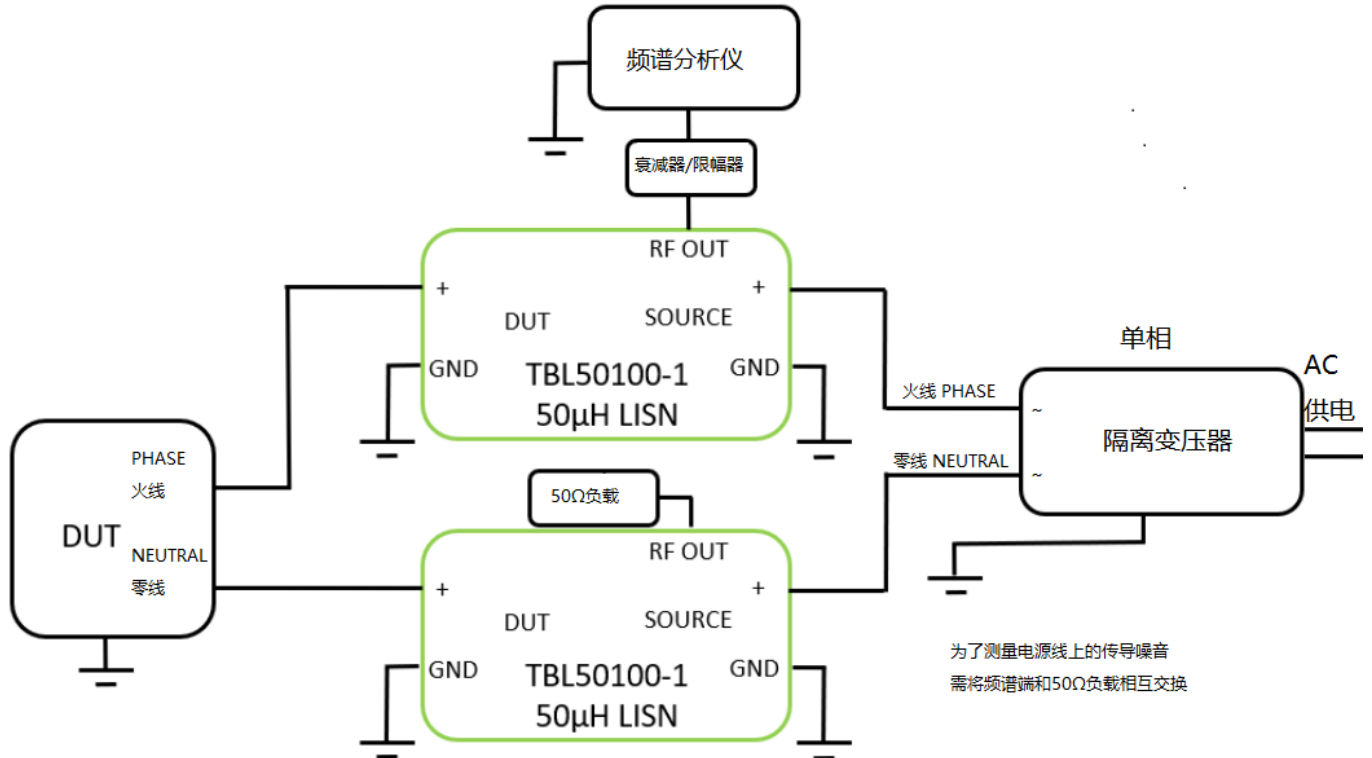 频谱分析仪
衰减器/限幅器
RF OUT
+
+
DUT
SOURCE
GND
GND
TBL50100-1
50µH LISN
单相
AC
供电
火线 PHASE
~
隔离变压器
零线 NEUTRAL
~
PHASE
火线
DUT
NEUTRAL
零线
50Ω负载
RF OUT
+
+
DUT
SOURCE
GND
GND
TBL50100-1
50µH LISN
为了测量电源线上的传导噪音
需将频谱端和50Ω负载相互交换